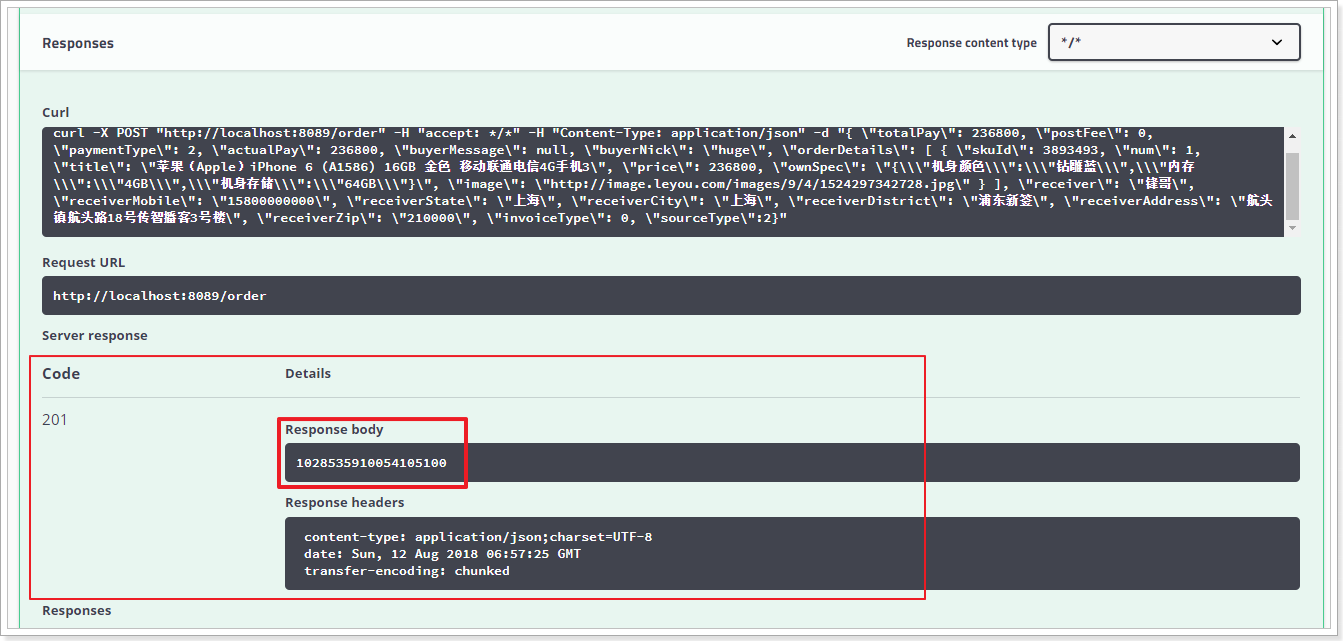 Responses
Response content type
*/*
Curl
curl -X POST "http://localhost:8089/order" -H "accept: */*" -H "Content-Type: application/json" -d "{ \"totalPay\": 236800, \"postFee\": 0,
\"paymentType\": 2, \"actualPay\": 236800, \"buyerMessage\": null, \"buyerNick\": \"huge\", \"orderDetails\": [ { \"skuId\": 3893493, \"num\": 1,
\"title\": \"苹果（Apple）iPhone 6 (A1586) 16GB 金色 移动联通电信4G手机3\", \"price\": 236800, \"ownSpec\": \"{\\\"机身颜色\\\":\\\"钻雕蓝\\\",\\\"内存
\\\":\\\"4GB\\\",\\\"机身存储\\\":\\\"64GB\\\"}\", \"image\": \"http://image.leyou.com/images/9/4/1524297342728.jpg\" } ], \"receiver\": \"锋哥\",
\"receiverMobile\": \"15800000000\", \"receiverState\": \"上海\", \"receiverCity\": \"上海\", \"receiverDistrict\": \"浦东新签\", \"receiverAddress\": \"航头
镇航头路18号传智播客3号楼\", \"receiverZip\": \"210000\", \"invoiceType\": 0, \"sourceType\":2}"
Request URL
http://localhost:8089/order
Server response
Code
Details
201
Response body
1028535910054105100
Response headers
content-type: application/json;charset=UTF-8
date: Sun, 12 Aug 2018 06:57:25 GMT
transfer-encoding: chunked
Responses